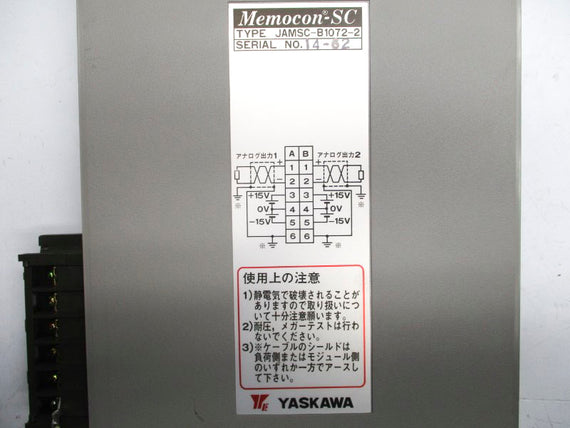 Memocon®-SC
TYPE JAMSC-B1072-2
SERIAL NO. 14-82
アナログ出力1 A B アナログ出力2
+ 1 1 +
− 2 2 −
+15V 3 3 +15V
※ 0V 4 4 0V ※
−15V 5 5 −15V
※ 6 6 ※
使用上の注意
1)静電気で破壊されることが
ありますので取り扱いにつ
いて十分注意願います。
2)耐圧,メガーテストは行わ
ないでください。
3)※ケーブルのシールドは
負荷側またはモジュール側
のいずれか一方でアースし
て下さい。
YE YASKAWA